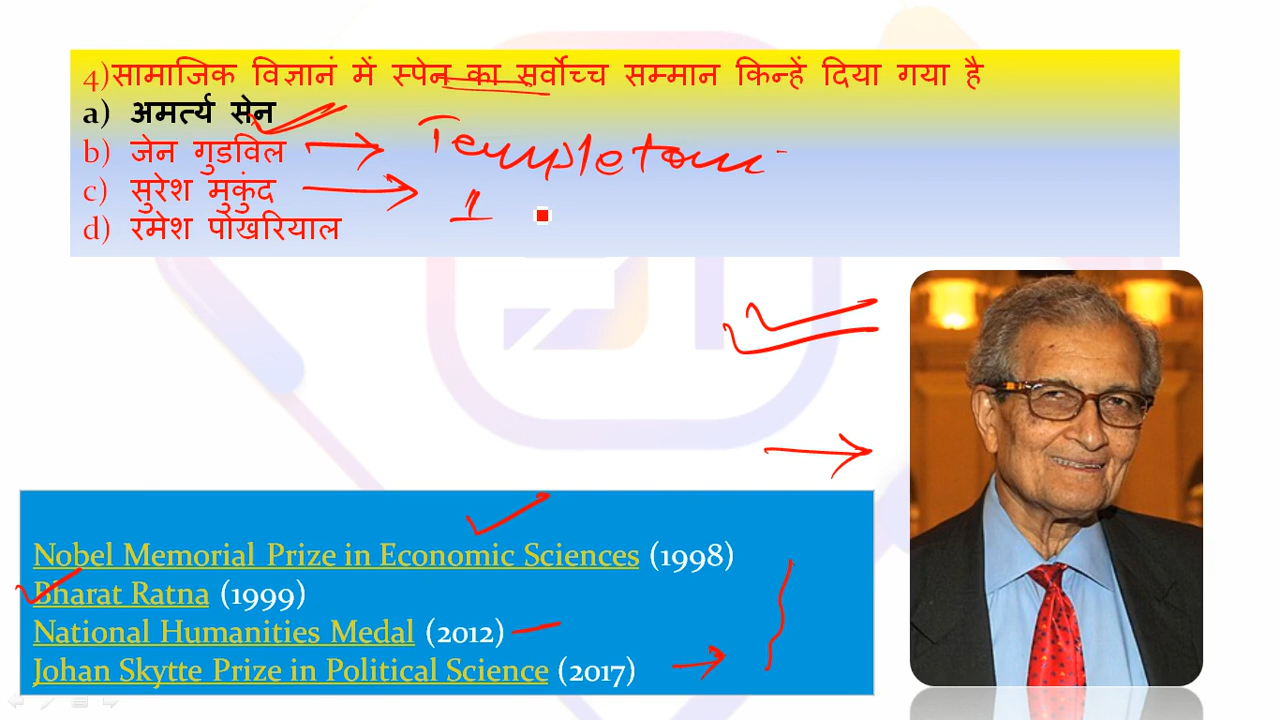 4)सामाजिक विज्ञानं में स्पेन का सर्वोच्च सम्मान किन्हें दिया गया है
a) अमर्त्य सेन
b) जेन गुडविल Templeton
c) सुरेश मुकुंद 1
d) रमेश पोखरियाल
Nobel Memorial Prize in Economic Sciences (1998)
Bharat Ratna (1999)
National Humanities Medal (2012)
Johan Skytte Prize in Political Science (2017)